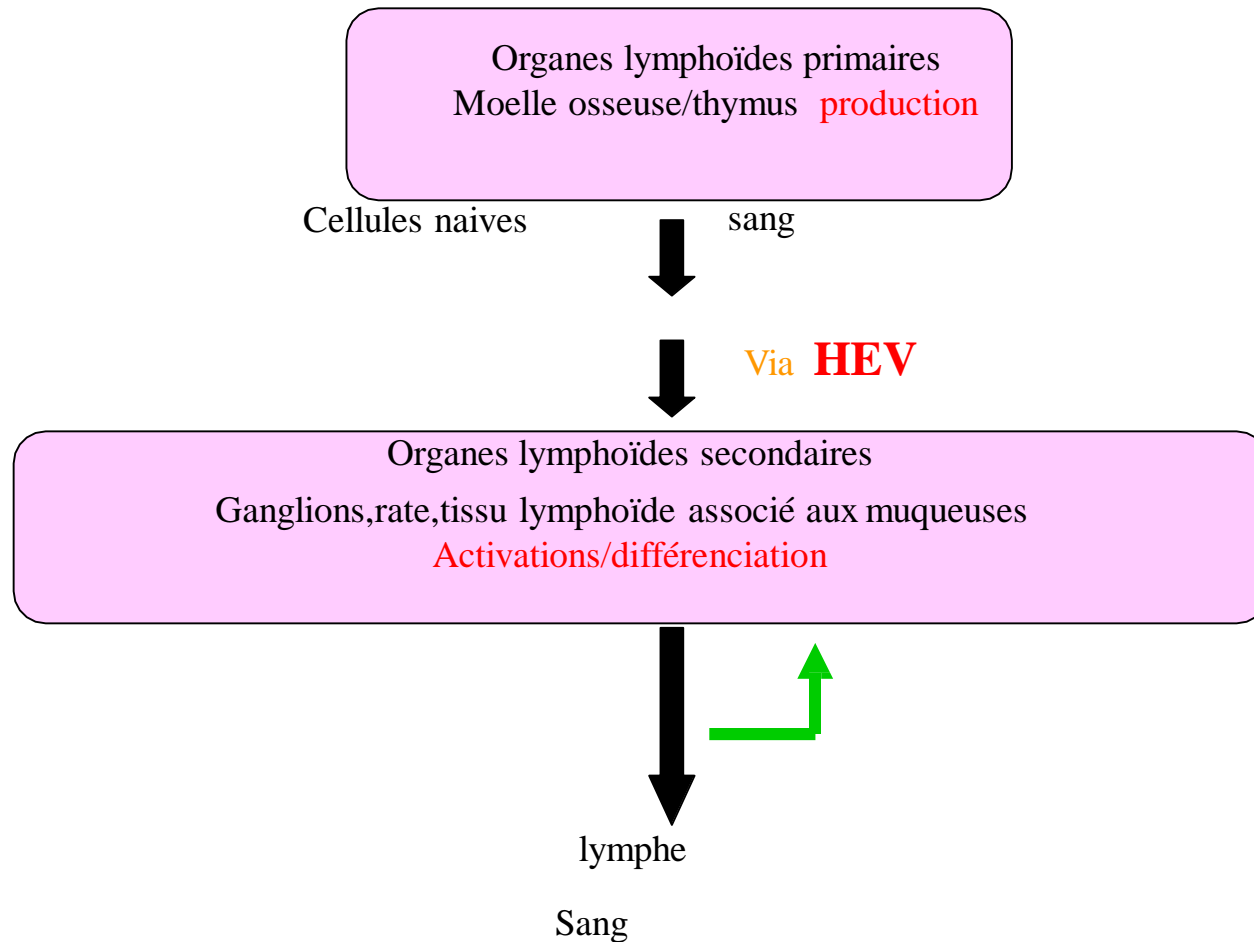 Organes lymphoïdes primaires
Moelle osseuse/thymus production
Cellules naives sang
Via HEV
Organes lymphoïdes secondaires
Ganglions,rate,tissu lymphoïde associé aux muqueuses
Activations/différenciation
lymphe
Sang